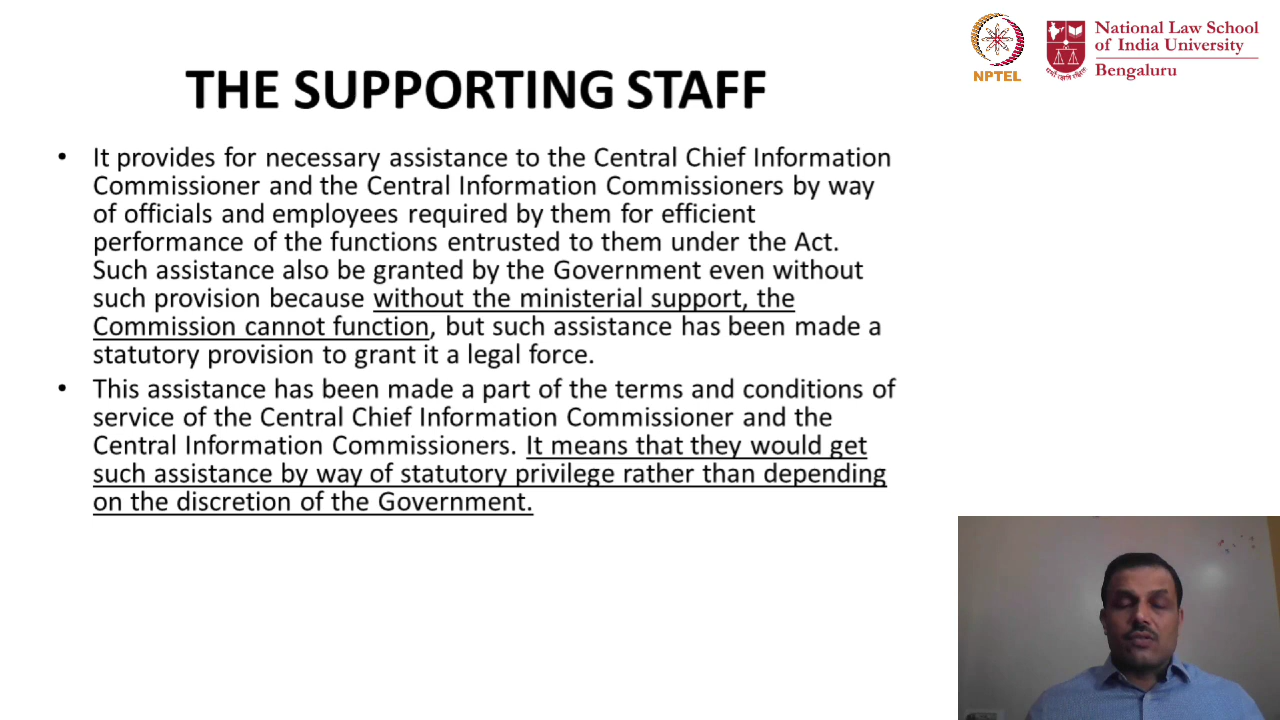 NPTEL
National Law School
of India University
Bengaluru
THE SUPPORTING STAFF
• It provides for necessary assistance to the Central Chief Information
Commissioner and the Central Information Commissioners by way
of officials and employees required by them for efficient
performance of the functions entrusted to them under the Act.
Such assistance also be granted by the Government even without
such provision because without the ministerial support, the
Commission cannot function, but such assistance has been made a
statutory provision to grant it a legal force.
• This assistance has been made a part of the terms and conditions of
service of the Central Chief Information Commissioner and the
Central Information Commissioners. It means that they would get
such assistance by way of statutory privilege rather than depending
on the discretion of the Government.